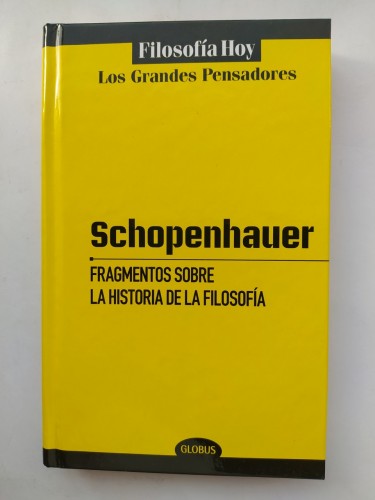 Filosofía Hoy
Los Grandes Pensadores
Schopenhauer
FRAGMENTOS SOBRE
LA HISTORIA DE LA FILOSOFÍA
GLOBUS